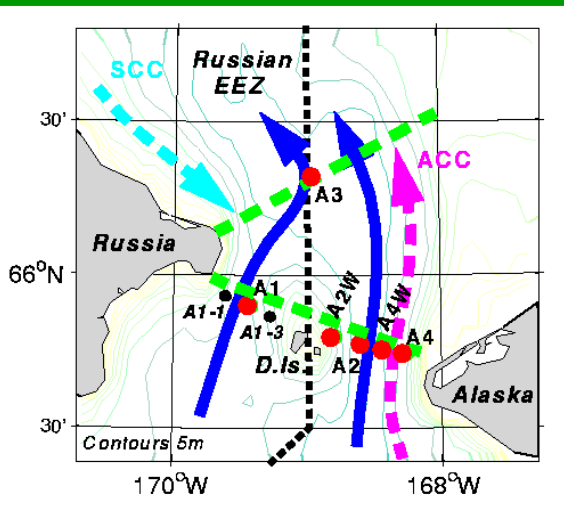 Russian
EEZ
SCC
30'
ACC
A3
Russia
66°N
A1
A2W
A4W
A1-1
A1-3
A4
D.Is.
A2
Alaska
30'
Contours 5m
170°W
168°W